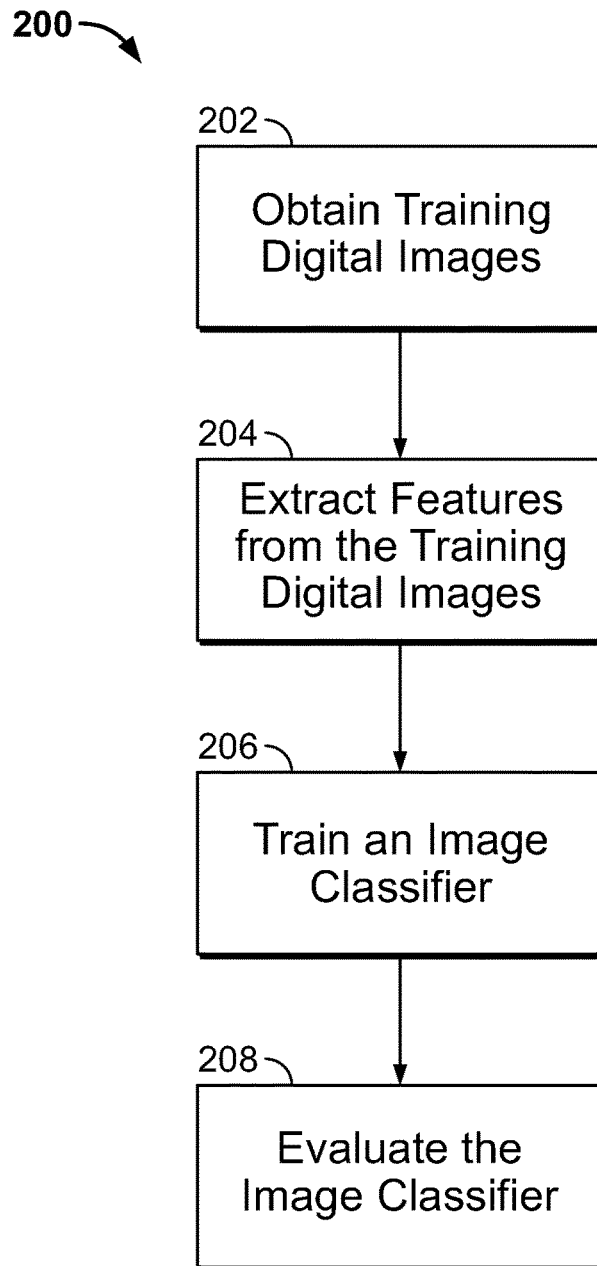 200
202
Obtain Training
Digital Images
204
Extract Features
from the Training
Digital Images
206
Train an Image
Classifier
208
Evaluate the
Image Classifier